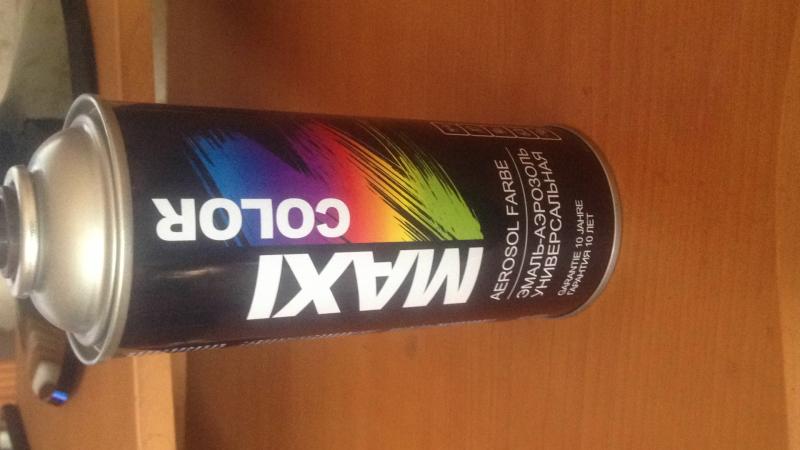 MAXI
COLOR
AEROSOL FARBE
ЭМАЛЬ-АЭРОЗОЛЬ
УНИВЕРСАЛЬНАЯ
GARANTIE 10 JAHRE
ГАРАНТИЯ 10 ЛЕТ